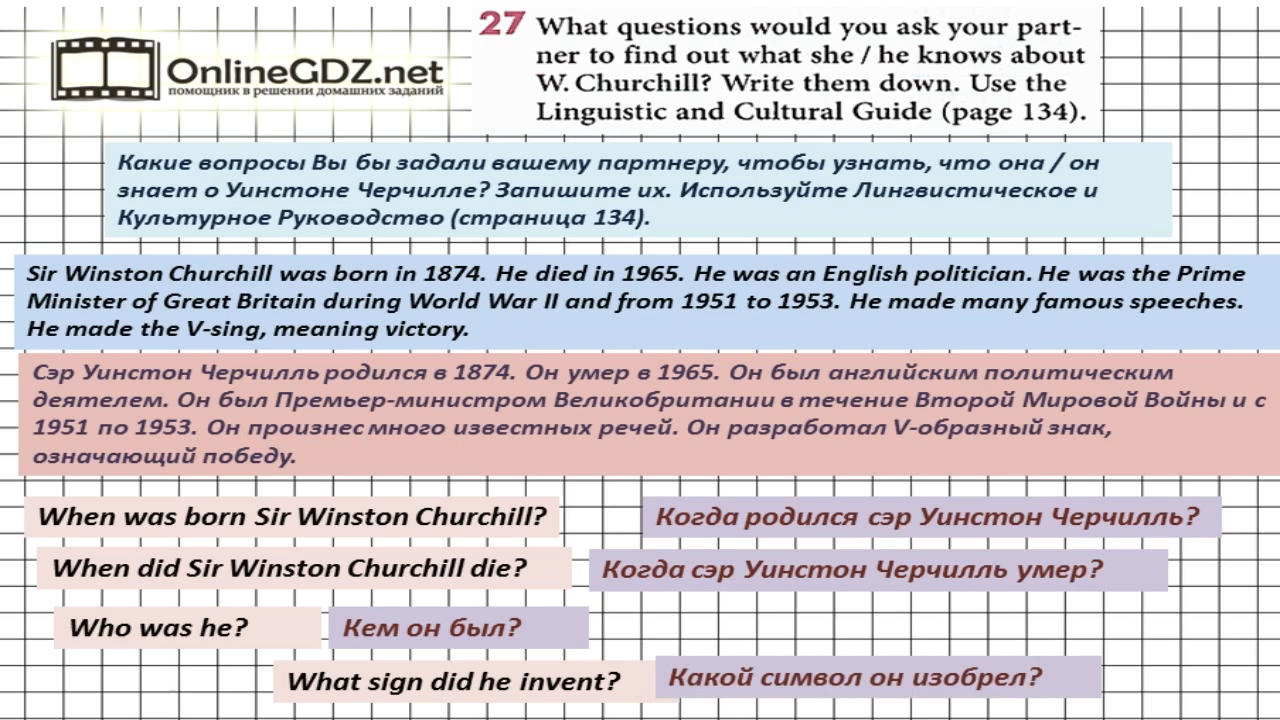 27 What questions would you ask your part-
ner to find out what she / he knows about
W. Churchill? Write them down. Use the
Linguistic and Cultural Guide (page 134).
OnlineGDZ.net
помощник в решении домашних заданий
Какие вопросы Вы бы задали вашему партнеру, чтобы узнать, что она / он
знает о Уинстоне Черчилле? Запишите их. Используйте Лингвистическое и
Культурное Руководство (страница 134).
Sir Winston Churchill was born in 1874. He died in 1965. He was an English politician. He was the Prime
Minister of Great Britain during World War II and from 1951 to 1953. He made many famous speeches.
He made the V-sing, meaning victory.
Сэр Уинстон Черчилль родился в 1874. Он умер в 1965. Он был английским политическим
деятелем. Он был Премьер-министром Великобритании в течение Второй Мировой Войны и с
1951 по 1953. Он произнес много известных речей. Он разработал V-образный знак,
означающий победу.
When was born Sir Winston Churchill?
Когда родился сэр Уинстон Черчилль?
When did Sir Winston Churchill die?
Когда сэр Уинстон Черчилль умер?
Who was he?
Кем он был?
What sign did he invent?
Какой символ он изобрел?